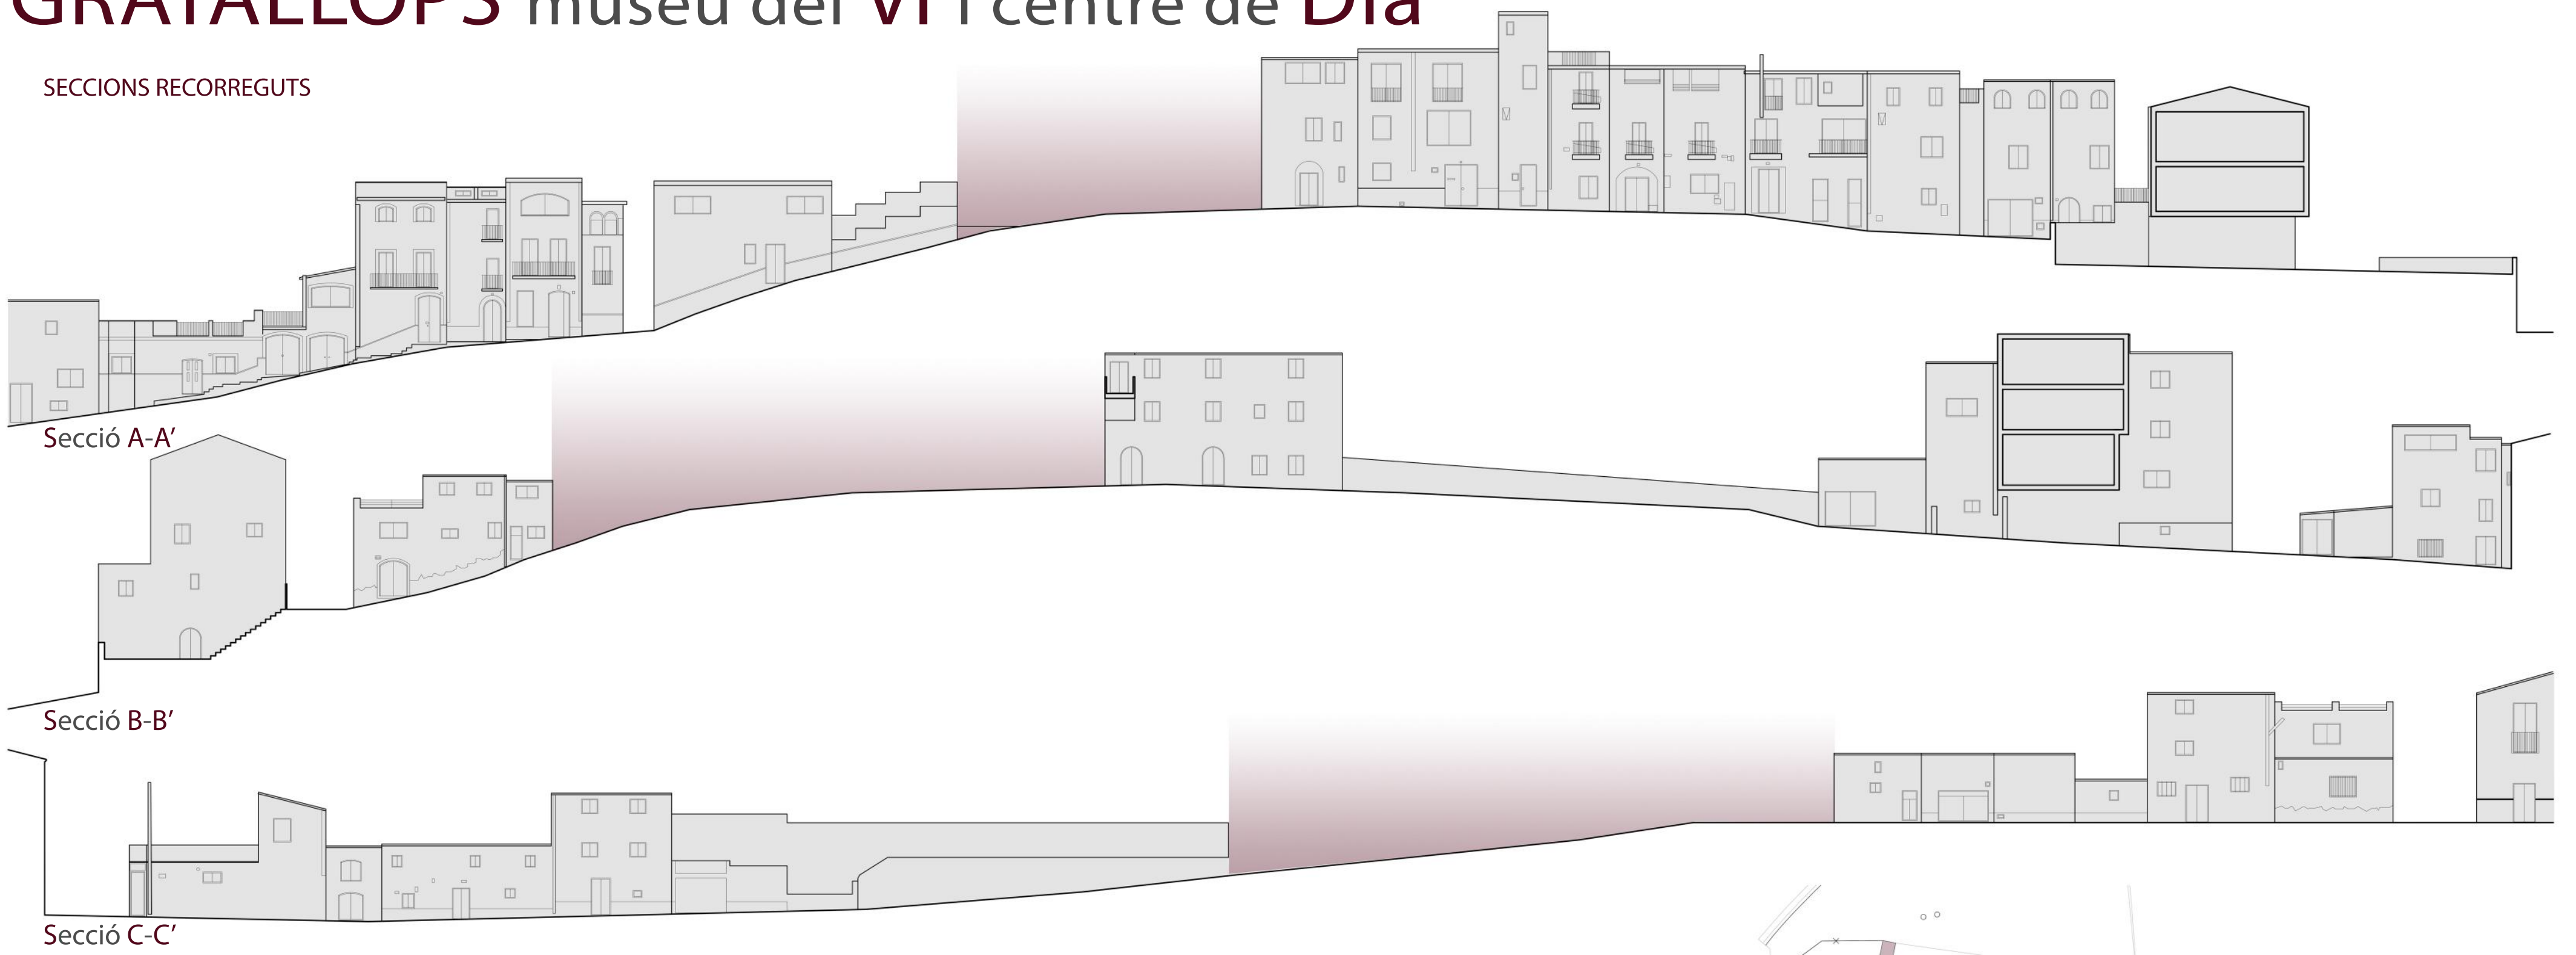 GRATALLOPS museu del VI i centre de Dia
SECCIONS RECORREGUTS
Secció A-A'
Secció B-B'
Secció C-C'